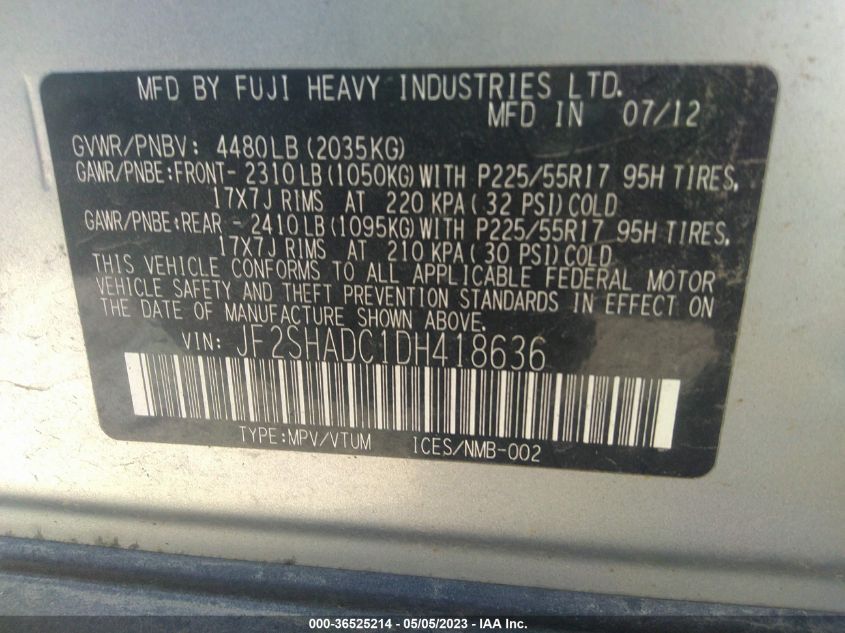 MFD BY FUJI HEAVY INDUSTRIES LTD.
MFD IN 07/12
GVWR/PNBV: 4480LB(2035KG)
GAWR/PNBE:FRONT- 2310LB(1050KG)WITH P225/55R17 95H TIRES,
17X7J RIMS AT 220 KPA(32 PSI)COLD
GAWR/PNBE:REAR - 2410LB(1095KG)WITH P225/55R17 95H TIRES,
17X7J RIMS AT 210 KPA(30 PSI)COLD
THIS VEHICLE CONFORMS TO ALL APPLICABLE FEDERAL MOTOR
VEHICLE SAFETY AND THEFT PREVENTION STANDARDS IN EFFECT ON
THE DATE OF MANUFACTURE SHOWN ABOVE.
VIN: JF2SHADC1DH418636
TYPE:MPV/VTUM ICES/NMB-002
000-36525214 - 05/05/2023 - IAA Inc.